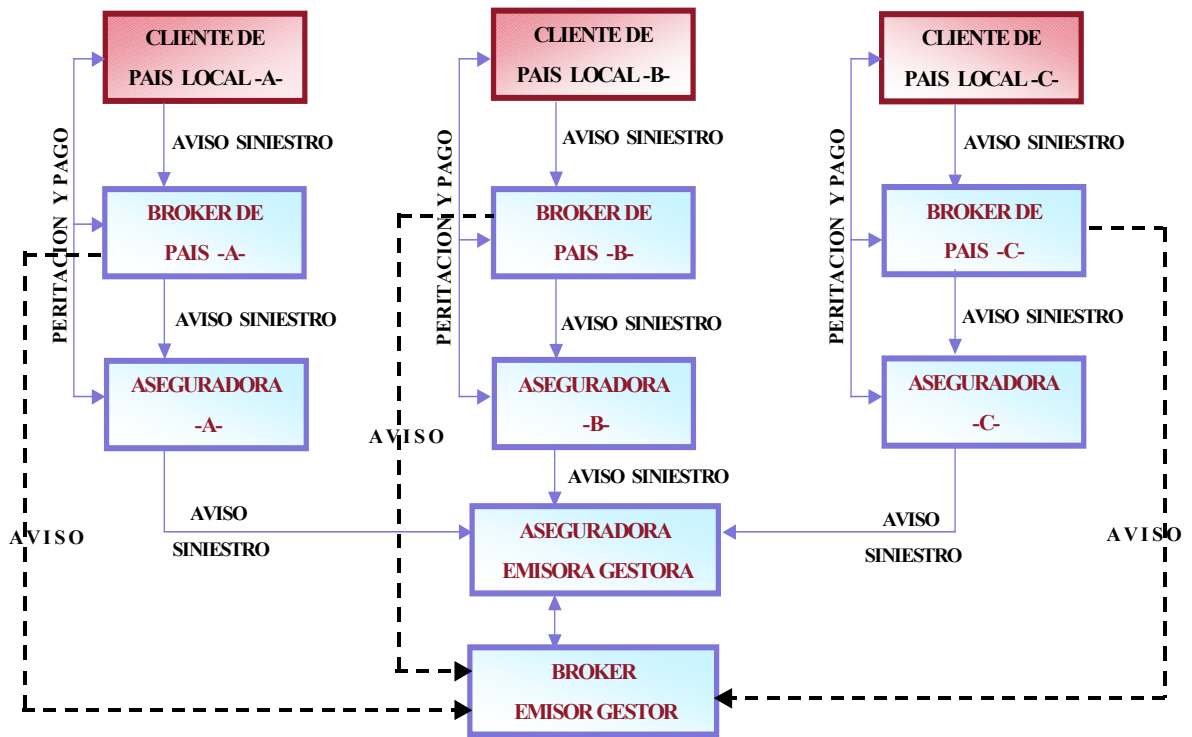 CLIENTE DE
PAIS LOCAL -A-
CLIENTE DE
PAIS LOCAL -B-
CLIENTE DE
PAIS LOCAL -C-
PERITACION Y PAGO
AVISO SINIESTRO
PERITACION Y PAGO
AVISO SINIESTRO
PERITACION Y PAGO
AVISO SINIESTRO
BROKER DE
PAIS -A-
BROKER DE
PAIS -B-
BROKER DE
PAIS -C-
AVISO SINIESTRO
AVISO SINIESTRO
AVISO SINIESTRO
ASEGURADORA
-A-
ASEGURADORA
-B-
ASEGURADORA
-C-
AVISO
AVISO SINIESTRO
AVISO
AVISO
SINIESTRO
ASEGURADORA
EMISORA GESTORA
AVISO
SINIESTRO
AVISO
BROKER
EMISOR GESTOR